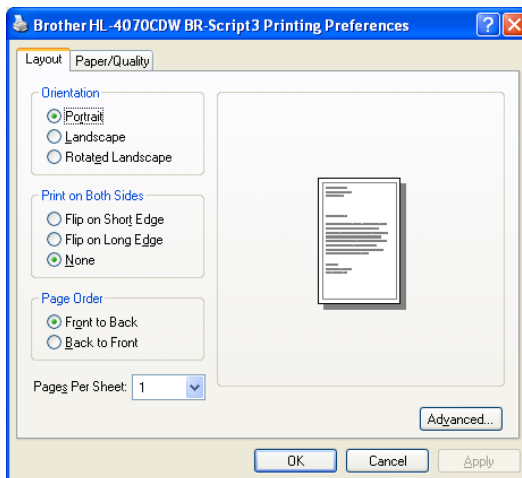 Brother HL-4070CDW BR-Script3 Printing Preferences
Layout Paper/Quality
Orientation
Portrait
Landscape
Rotated Landscape
Print on Both Sides
Flip on Short Edge
Flip on Long Edge
None
Page Order
Front to Back
Back to Front
Pages Per Sheet: 1
Advanced...
OK Cancel Apply